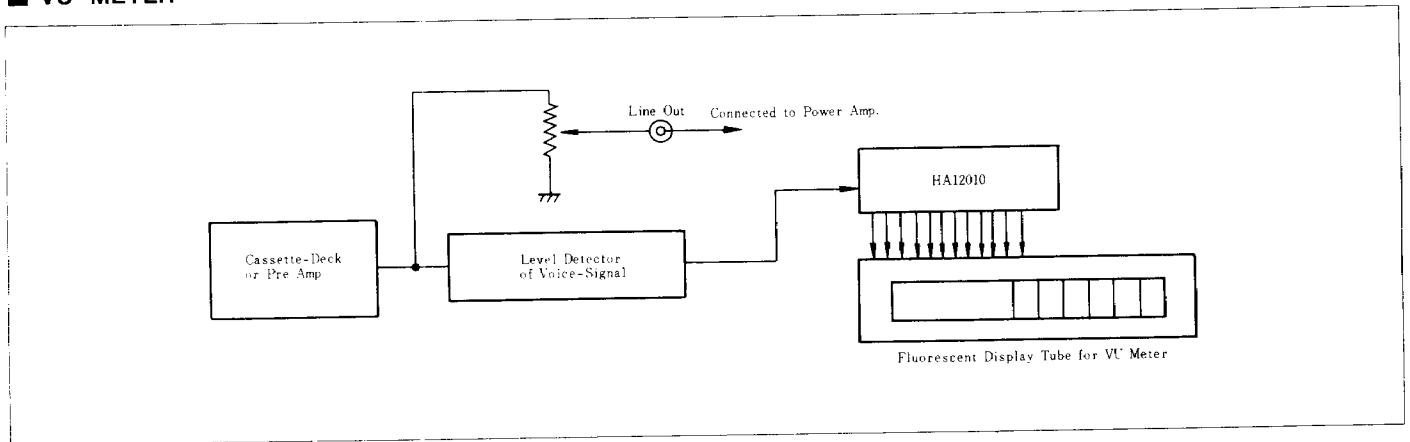 ■ VU METER
Line Out
Connected to Power Amp.
HA12010
Cassette-Deck
or Pre Amp
Level Detector
of Voice-Signal
Fluorescent Display Tube for VU Meter